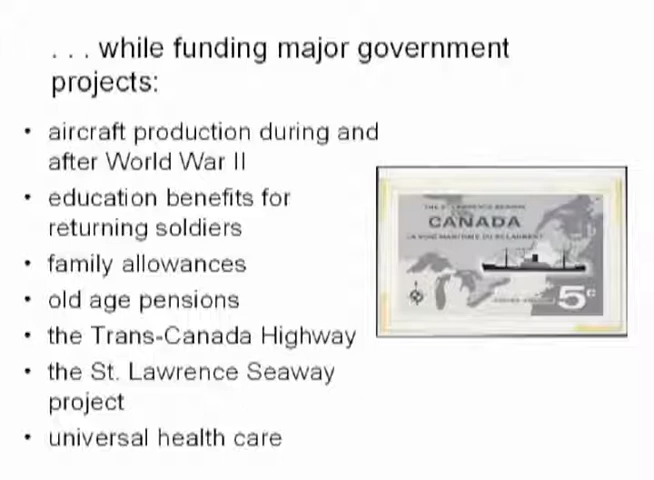 . . . while funding major government
projects:
• aircraft production during and
after World War II
• education benefits for
returning soldiers
• family allowances
• old age pensions
• the Trans-Canada Highway
• the St. Lawrence Seaway
project
• universal health care
CANADA
5c